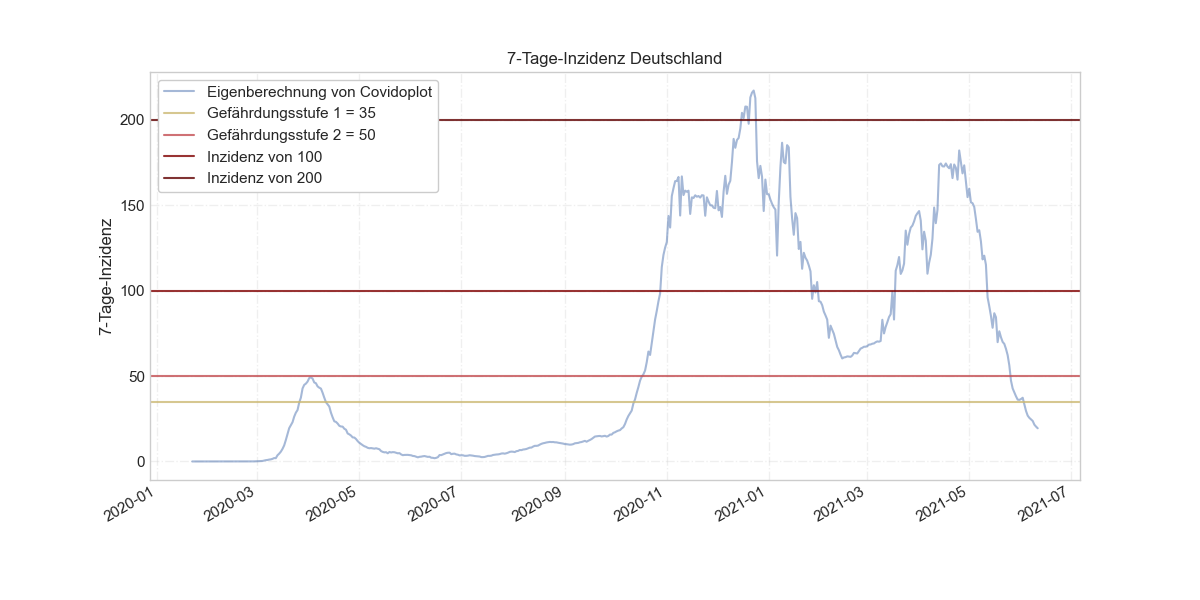 7-Tage-Inzidenz Deutschland
Eigenberechnung von Covidoplot
Gefährdungsstufe 1 = 35
Gefährdungsstufe 2 = 50
Inzidenz von 100
Inzidenz von 200
7-Tage-Inzidenz
200
150
100
50
0
2020-01 2020-03 2020-05 2020-07 2020-09 2020-11 2021-01 2021-03 2021-05 2021-07